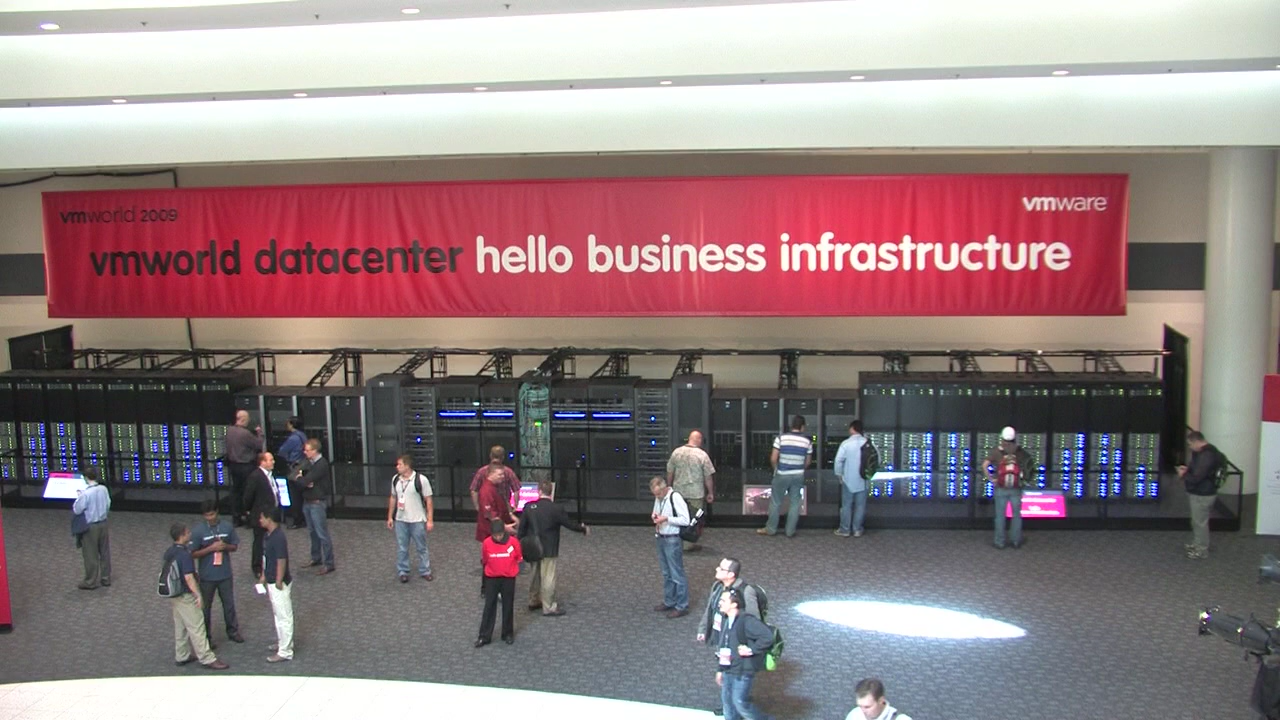 vmworld 2009
vmware
vmworld datacenter hello business infrastructure